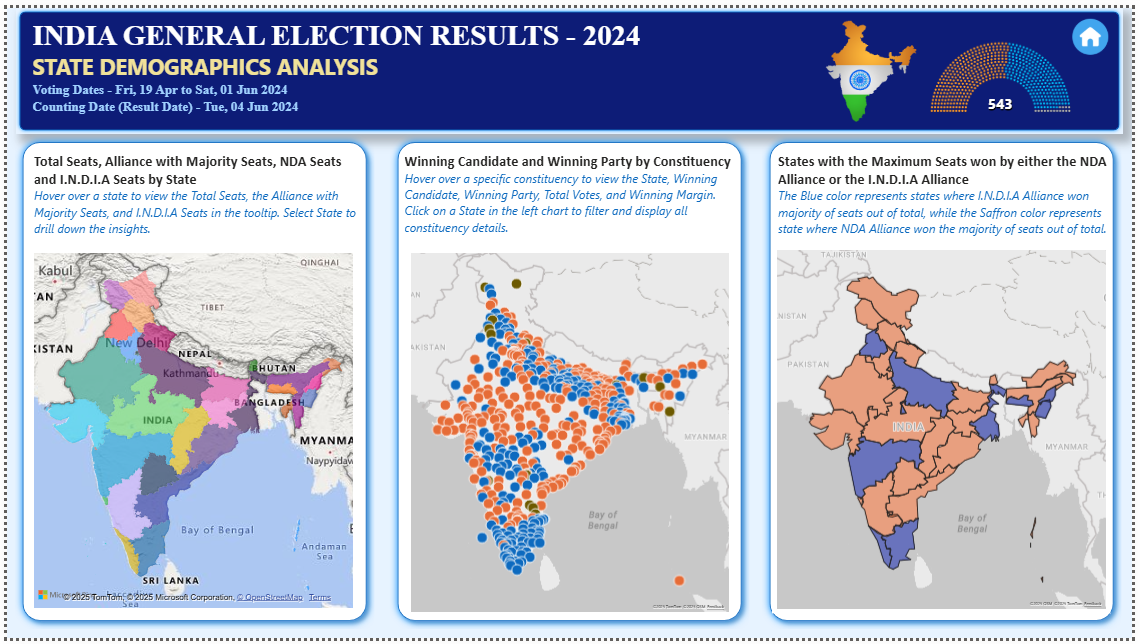 INDIA GENERAL ELECTION RESULTS - 2024
STATE DEMOGRAPHICS ANALYSIS
Voting Dates - Fri, 19 Apr to Sat, 01 Jun 2024
Counting Date (Result Date) - Tue, 04 Jun 2024
543
Total Seats, Alliance with Majority Seats, NDA Seats
and I.N.D.I.A Seats by State
Hover over a state to view the Total Seats, the Alliance with
Majority Seats, and I.N.D.I.A Seats in the tooltip. Select State to
drill down the insights.
QINGHAI
Kabul
AN
TIBET
KISTAN
New Delhi
NEPAL
Kathmandu
BHUTAN
BANGLADESH
INDIA
MYANMA
Naypyidaw
Bay of Bengal
Andaman
Sea
SRI LANKA
© 2025 TomTom, © 2025 Microsoft Corporation, © OpenStreetMap Terms
Sea
Winning Candidate and Winning Party by Constituency
Hover over a specific constituency to view the State, Winning
Candidate, Winning Party, Total Votes, and Winning Margin.
Click on a State in the left chart to filter and display all
constituency details.
AN
AKISTAN
MYANMAR
Bay of
Bengal
States with the Maximum Seats won by either the NDA
Alliance or the I.N.D.I.A Alliance
The Blue color represents states where I.N.D.I.A Alliance won
majority of seats out of total, while the Saffron color represents
state where NDA Alliance won the majority of seats out of total.
TAJIKISTAN
NISTAN
PAKISTAN
INDIA
MYANMAR
TH
Bay of
Bengal